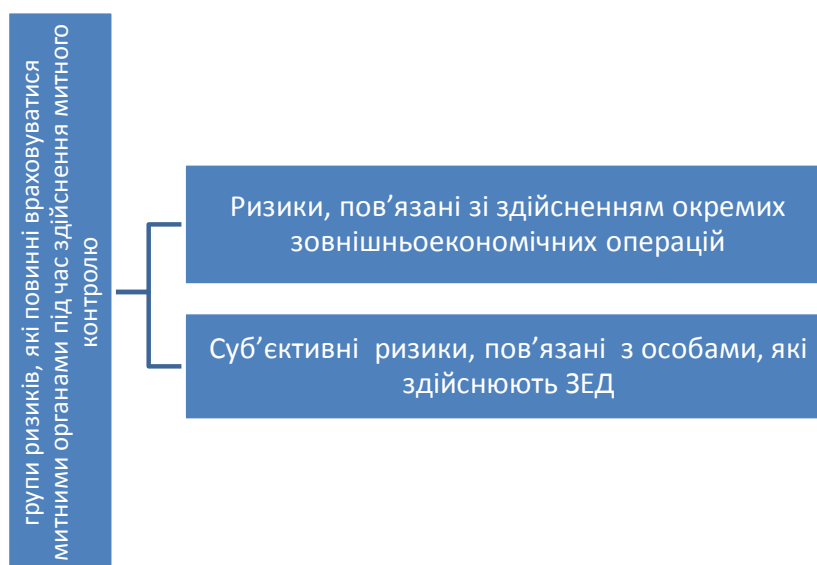 групи ризиків, які повинні враховуватися
митними органами під час здійснення митного
контролю
Ризики, пов’язані зі здійсненням окремих
зовнішньоекономічних операцій
Суб’єктивні ризики, пов’язані з особами, які
здійснюють ЗЕД